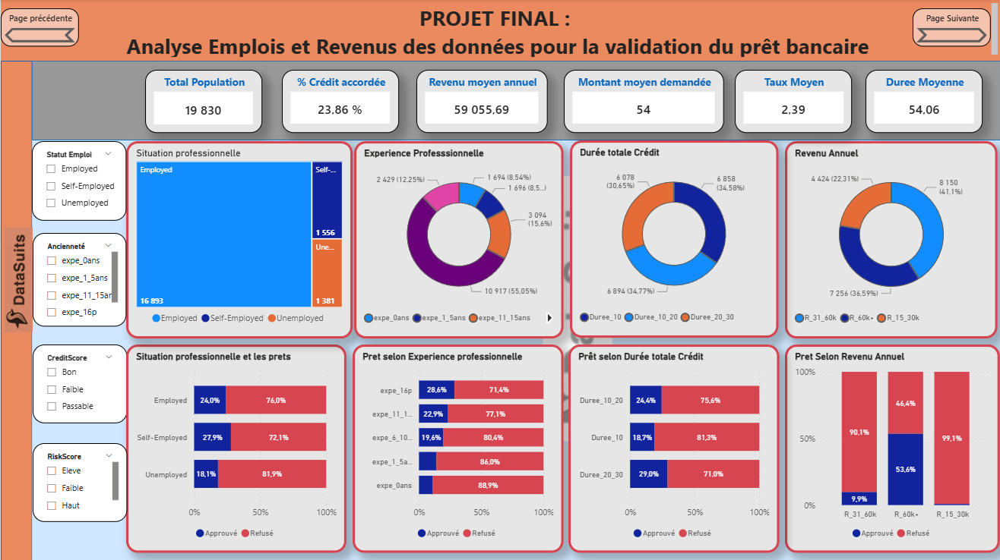 Page précédente
PROJET FINAL :
Page Suivante
Analyse Emplois et Revenus des données pour la validation du prêt bancaire
Total Population
% Crédit accordée
Revenu moyen annuel
Montant moyen demandée
Taux Moyen
Duree Moyenne
19 830
23,86 %
59 055,69
54
2,39
54,06
DataSuits
Statut Emploi
Employed
Self-Employed
Unemployed
Ancienneté
expe_0ans
expe_1_5ans
expe_11_15ar
expe_16p
CreditScore
Bon
Faible
Passable
RiskScore
Eleve
Faible
Haut
Situation professionnelle
Employed
Self-...
1 556
Une...
16 893
1 381
Employed
Self-Employed
Unemployed
Experience Professsionnelle
2 429 (12,25%)
1 694 (8,54%)
1 696 (8,5...)
3 094
(15,6%)
10 917 (55,05%)
expe_0ans
expe_1_5ans
expe_11_15ans
Durée totale Crédit
6 078
(30,65%)
6 858
(34,58%)
6 894 (34,77%)
Duree_10
Duree_10_20
Duree_20_30
Revenu Annuel
4 424 (22,31%)
8 150
(41,1%)
7 256 (36,59%)
R_31_60k
R_60k+
R_15_30k
Situation professionnelle et les prets
Employed
24,0%
76,0%
Self-Employed
27,9%
72,1%
Unemployed
18,1%
81,9%
0%
50%
100%
Approuvé
Refusé
Pret selon Experience professionnelle
expe_16p
28,6%
71,4%
expe_11_1...
22,9%
77,1%
expe_6_10...
19,6%
80,4%
expe_1_5a...
86,0%
expe_0ans
88,9%
0%
50%
100%
Approuvé
Refusé
Prêt selon Durée totale Crédit
Duree_10_20
24,4%
75,6%
Duree_10
18,7%
81,3%
Duree_20_30
29,0%
71,0%
0%
50%
100%
Approuvé
Refusé
Pret Selon Revenu Annuel
100%
50%
0%
90,1%
9,9%
46,4%
53,6%
99,1%
R_31_60k
R_60k+
R_15_30k
Approuvé
Refusé